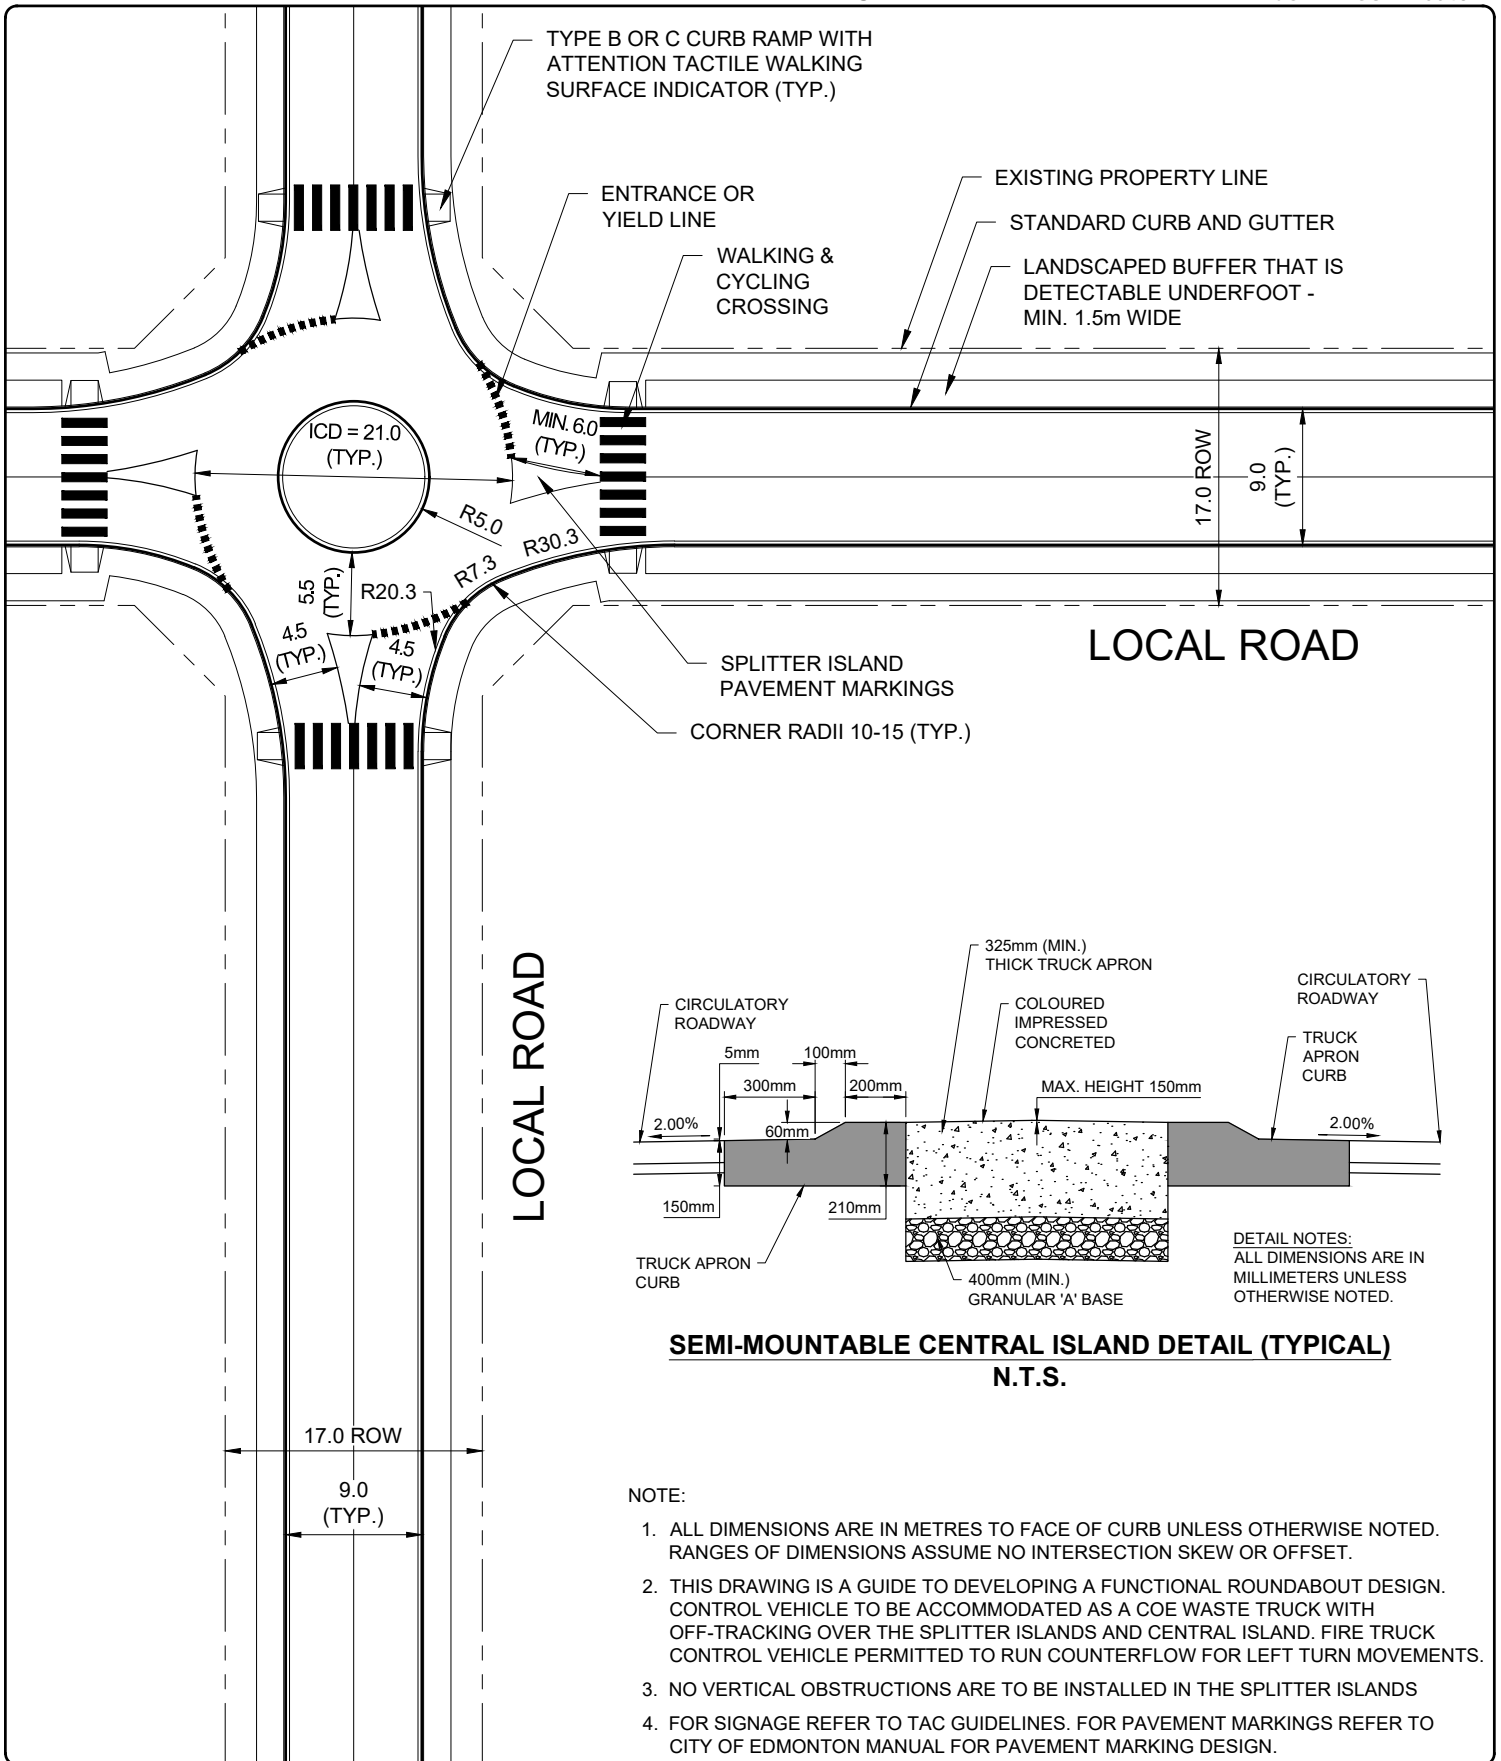 TYPE B OR C CURB RAMP WITH
ATTENTION TACTILE WALKING
SURFACE INDICATOR (TYP.)
ENTRANCE OR
YIELD LINE
WALKING &
CYCLING
CROSSING
EXISTING PROPERTY LINE
STANDARD CURB AND GUTTER
LANDSCAPED BUFFER THAT IS
DETECTABLE UNDERFOOT -
MIN. 1.5m WIDE
ICD = 21.0
(TYP.)
MIN. 6.0
(TYP.)
17.0 ROW
9.0
(TYP.)
R5.0
R30.3
R7.3
R20.3
5.5
(TYP.)
4.5
(TYP.)
4.5
(TYP.)
LOCAL ROAD
SPLITTER ISLAND
PAVEMENT MARKINGS
CORNER RADII 10-15 (TYP.)
LOCAL ROAD
17.0 ROW
9.0
(TYP.)
325mm (MIN.)
THICK TRUCK APRON
CIRCULATORY
ROADWAY
COLOURED
IMPRESSED
CONCRETED
CIRCULATORY
ROADWAY
TRUCK
APRON
CURB
5mm
100mm
300mm
200mm
MAX. HEIGHT 150mm
2.00%
60mm
2.00%
150mm
210mm
TRUCK APRON
CURB
400mm (MIN.)
GRANULAR 'A' BASE
DETAIL NOTES:
ALL DIMENSIONS ARE IN
MILLIMETERS UNLESS
OTHERWISE NOTED.
SEMI-MOUNTABLE CENTRAL ISLAND DETAIL (TYPICAL)
N.T.S.
NOTE:
1. ALL DIMENSIONS ARE IN METRES TO FACE OF CURB UNLESS OTHERWISE NOTED.
RANGES OF DIMENSIONS ASSUME NO INTERSECTION SKEW OR OFFSET.
2. THIS DRAWING IS A GUIDE TO DEVELOPING A FUNCTIONAL ROUNDABOUT DESIGN.
CONTROL VEHICLE TO BE ACCOMMODATED AS A COE WASTE TRUCK WITH
OFF-TRACKING OVER THE SPLITTER ISLANDS AND CENTRAL ISLAND. FIRE TRUCK
CONTROL VEHICLE PERMITTED TO RUN COUNTERFLOW FOR LEFT TURN MOVEMENTS.
3. NO VERTICAL OBSTRUCTIONS ARE TO BE INSTALLED IN THE SPLITTER ISLANDS
4. FOR SIGNAGE REFER TO TAC GUIDELINES. FOR PAVEMENT MARKINGS REFER TO
CITY OF EDMONTON MANUAL FOR PAVEMENT MARKING DESIGN.